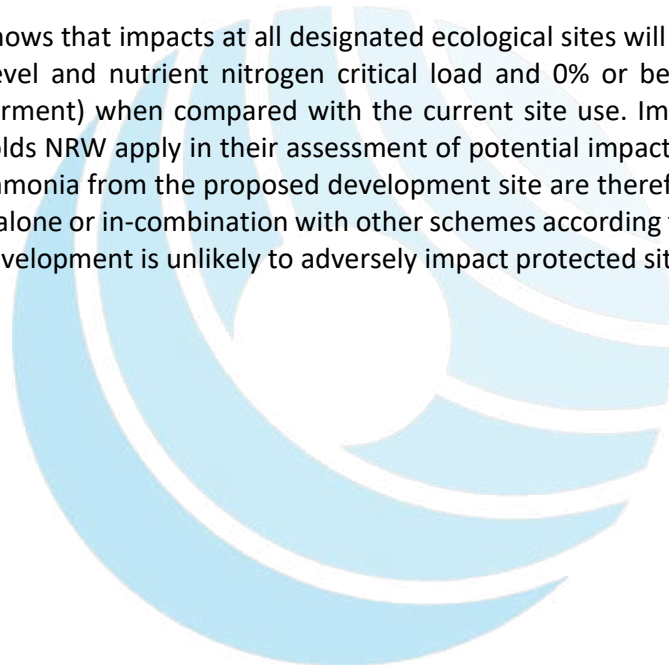 hows that impacts at all designated ecological sites will
evel and nutrient nitrogen critical load and 0% or be
rment) when compared with the current site use. Im
olds NRW apply in their assessment of potential impact
nmonia from the proposed development site are theref
alone or in-combination with other schemes according
velopment is unlikely to adversely impact protected sit